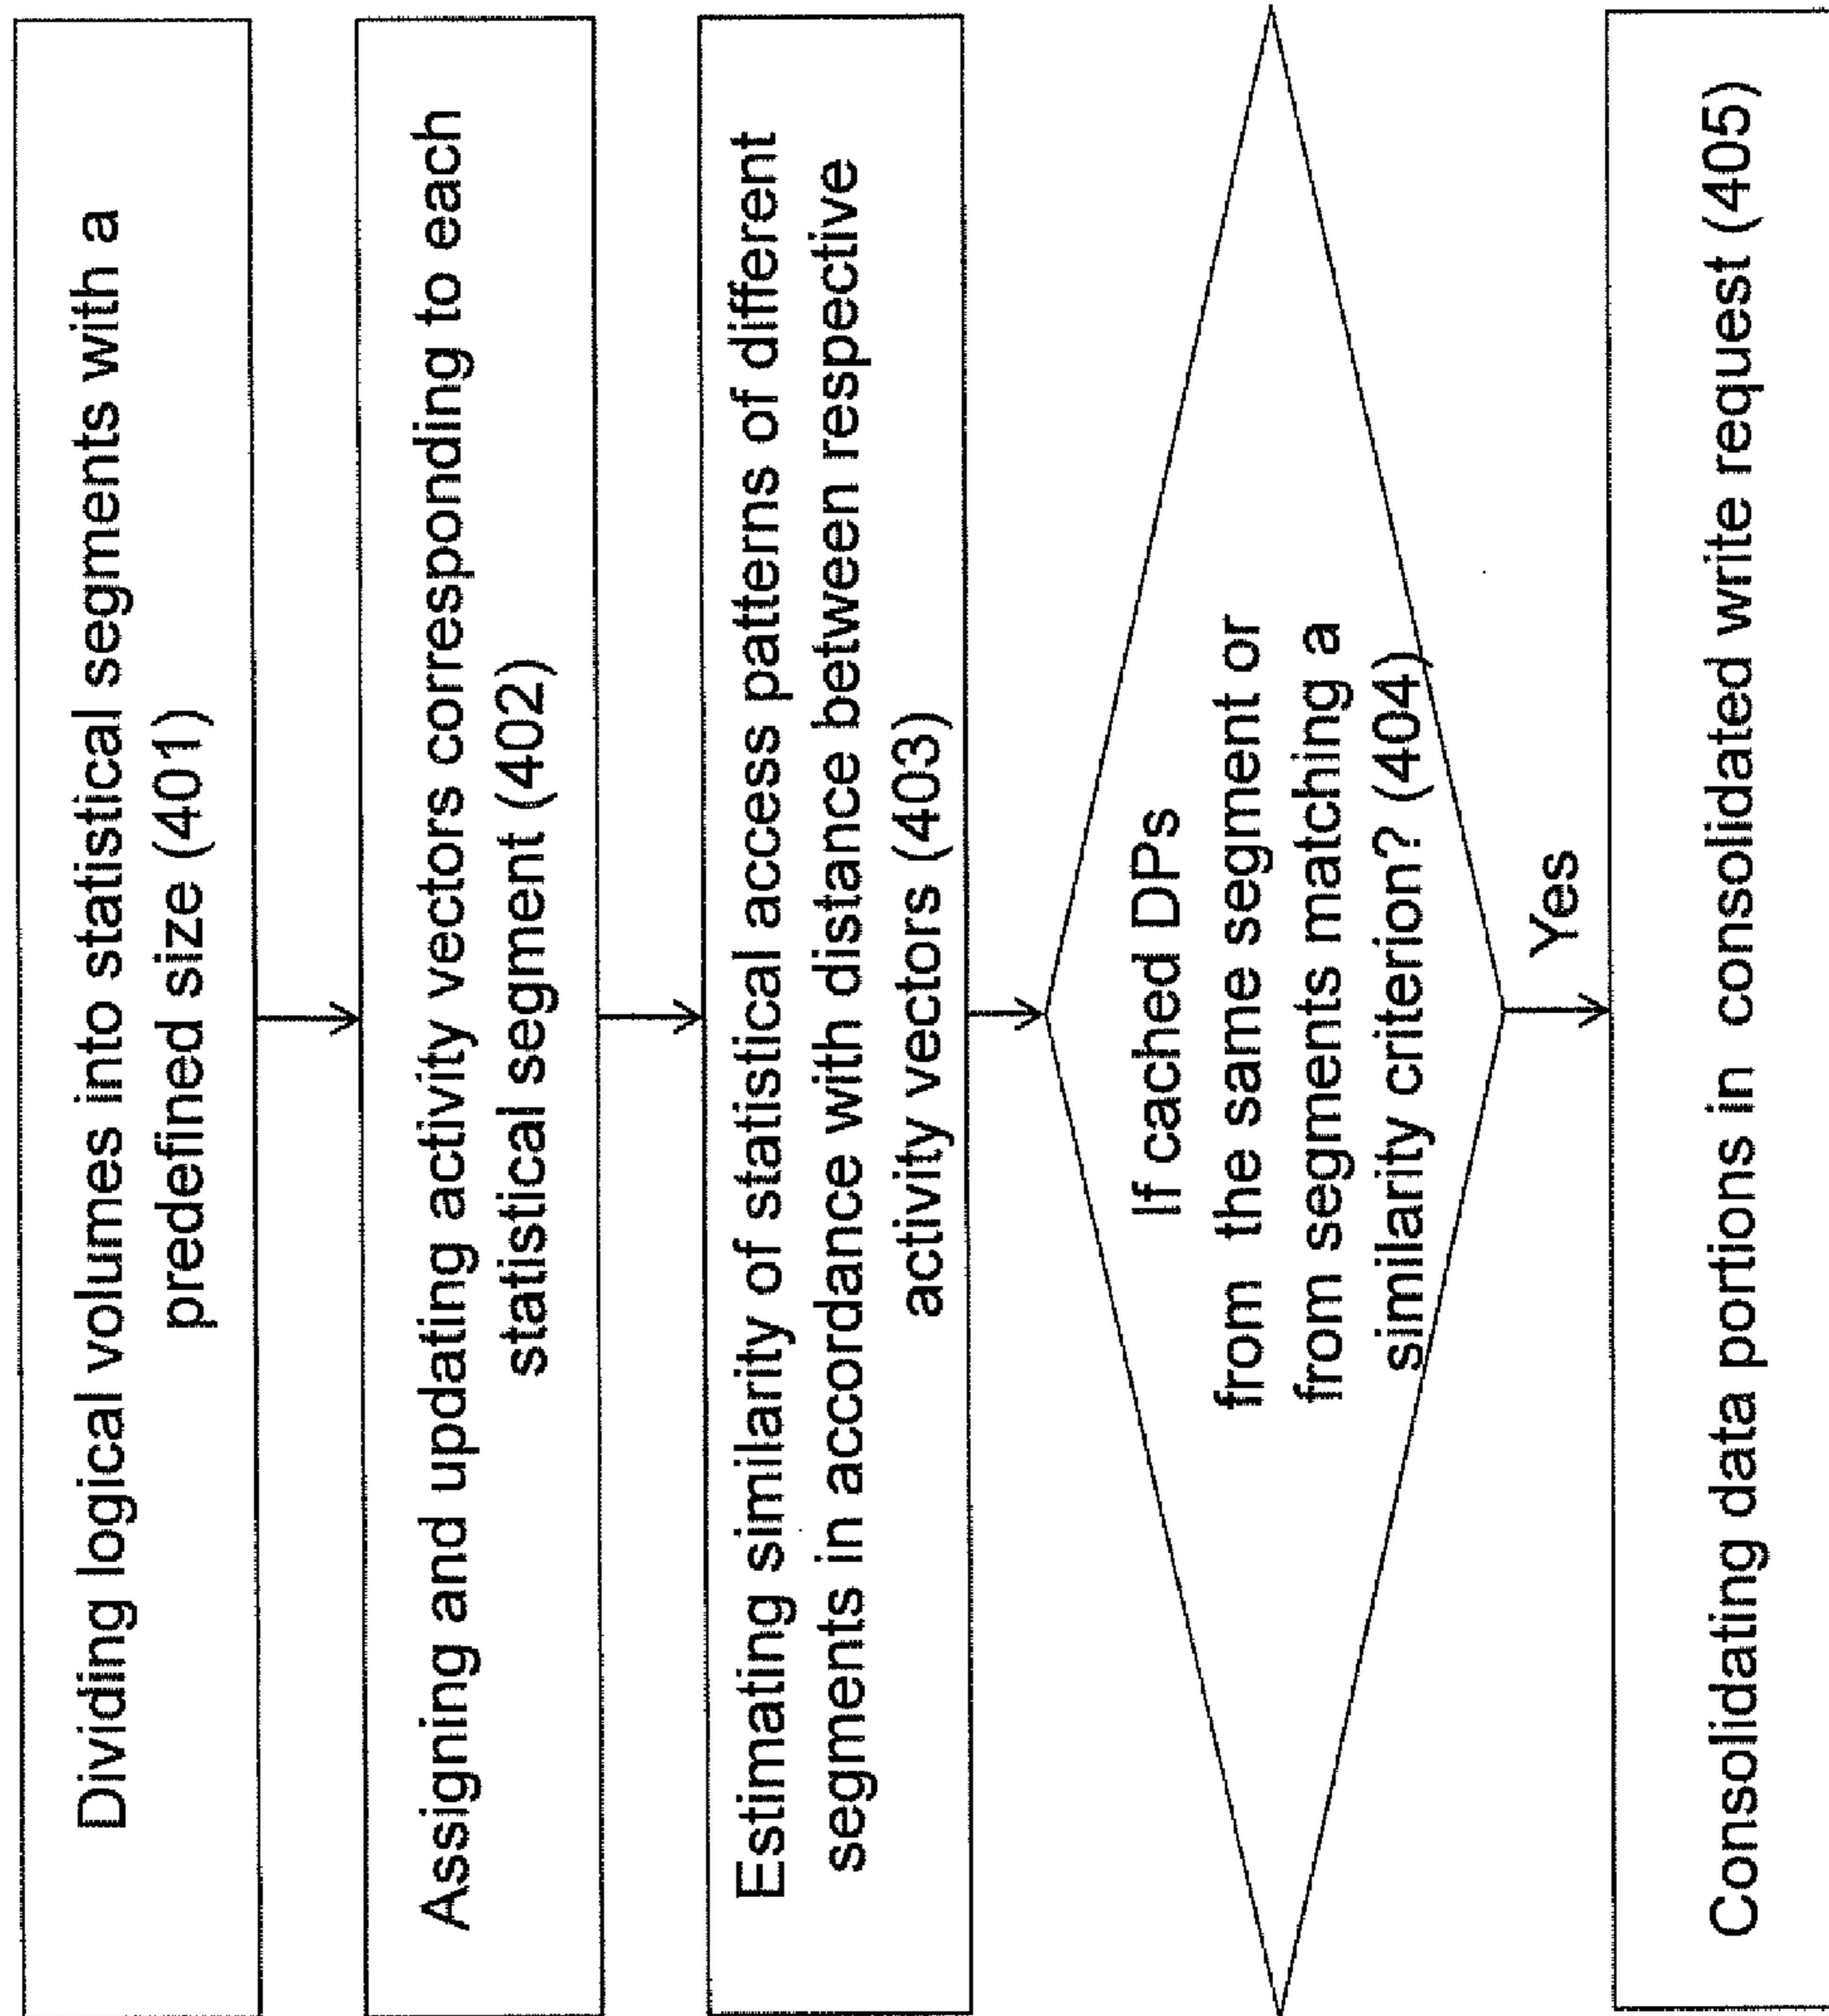 Dividing logical volumes into statistical segments with a
predefined size (401)
Assigning and updating activity vectors corresponding to each
statistical segment (402)
Estimating similarity of statistical access patterns of different
segments in accordance with distance between respective
activity vectors (403)
If cached DPs
from the same segment or
from segments matching a
similarity criterion? (404)
Yes
Consolidating data portions in consolidated write request (405)